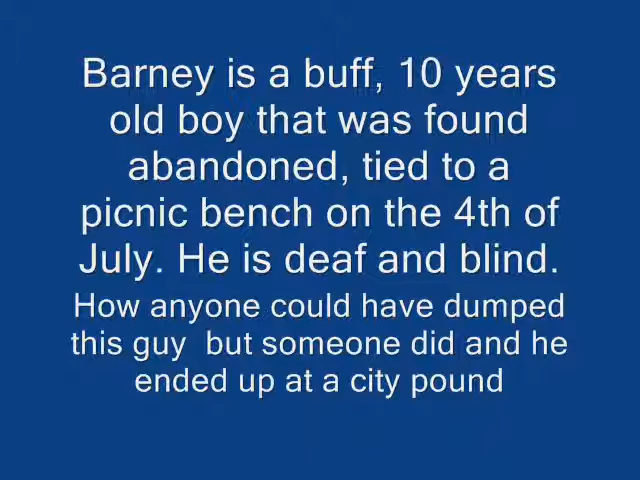 Barney is a buff, 10 years
old boy that was found
abandoned, tied to a
picnic bench on the 4th of
July. He is deaf and blind.
How anyone could have dumped
this guy  but someone did and he
ended up at a city pound